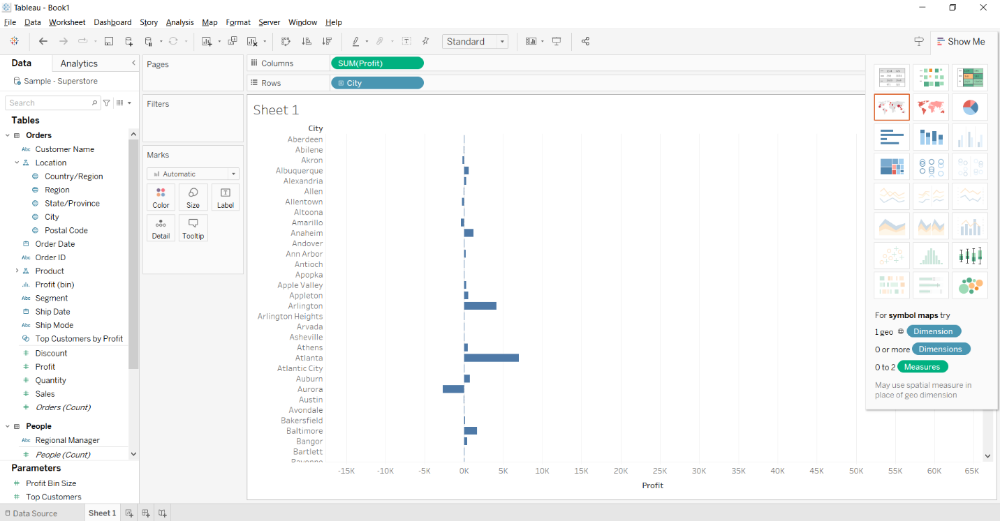 Tableau - Book1
File Data Worksheet Dashboard Story Analysis Map Format Server Window Help
Standard
Show Me
Data Analytics
Sample - Superstore
Search
Tables
Orders
Abc Customer Name
Location
Country/Region
Region
State/Province
City
Postal Code
Order Date
Abc Order ID
Product
Profit (bin)
Abc Segment
Ship Date
Abc Ship Mode
Top Customers by Profit
# Discount
# Profit
# Quantity
# Sales
# Orders (Count)
People
Abc Regional Manager
# People (Count)
Parameters
# Profit Bin Size
# Top Customers
Pages
Filters
Marks
Automatic
Color Size Label
Detail Tooltip
Columns SUM(Profit)
Rows City
Sheet 1
City
Aberdeen
Abilene
Akron
Albuquerque
Alexandria
Allen
Allentown
Altoona
Amarillo
Anaheim
Andover
Ann Arbor
Antioch
Apopka
Apple Valley
Appleton
Arlington
Arlington Heights
Arvada
Asheville
Athens
Atlanta
Atlantic City
Auburn
Aurora
Austin
Avondale
Bakersfield
Baltimore
Bangor
Bartlett
-15K -10K -5K 0K 5K 10K 15K 20K 25K 30K 35K 40K 45K 50K 55K 60K 65K
Profit
For symbol maps try
1 geo Dimension
0 or more Dimensions
0 to 2 Measures
May use spatial measure in
place of geo dimension
Data Source Sheet 1